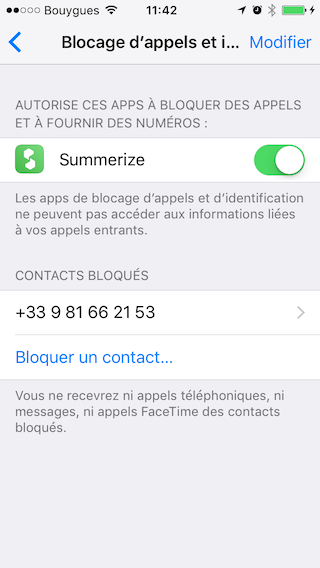 Bouygues 11:42
Blocage d’appels et i... Modifier
AUTORISE CES APPS À BLOQUER DES APPELS
ET À FOURNIR DES NUMÉROS :
Summerize
Les apps de blocage d’appels et d’identification
ne peuvent pas accéder aux informations liées
à vos appels entrants.
CONTACTS BLOQUÉS
+33 9 81 66 21 53
Bloquer un contact...
Vous ne recevrez ni appels téléphoniques, ni
messages, ni appels FaceTime des contacts
bloqués.